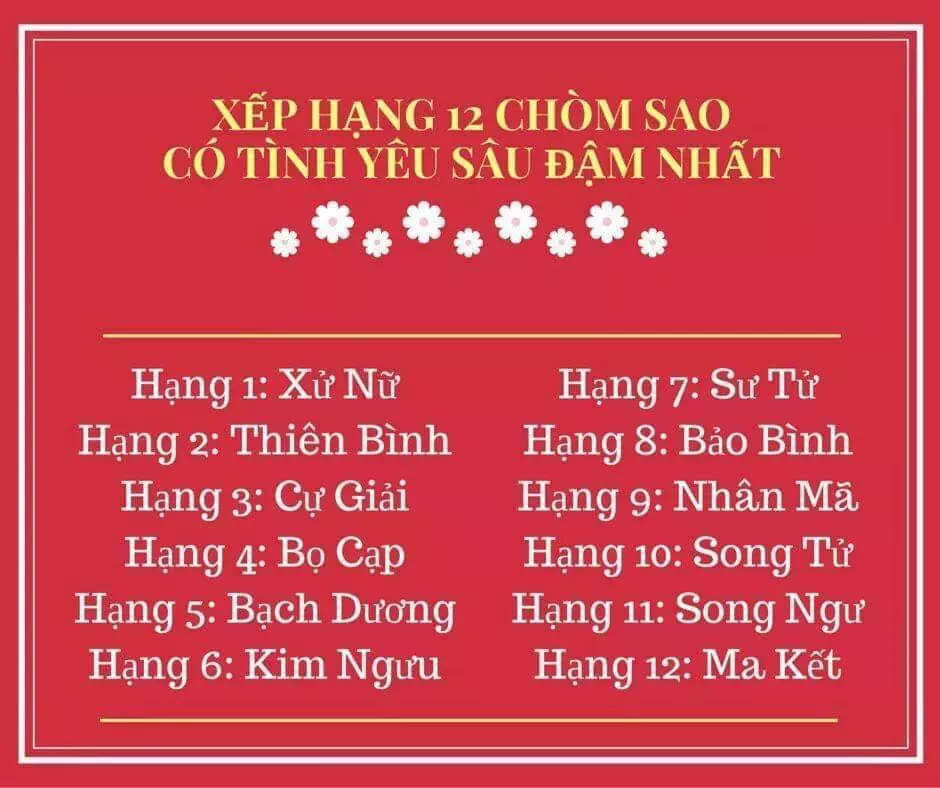 XẾP HẠNG 12 CHÒM SAO
CÓ TÌNH YÊU SÂU ĐẬM NHẤT
Hạng 1: Xử Nữ
Hạng 2: Thiên Bình
Hạng 3: Cự Giải
Hạng 4: Bọ Cạp
Hạng 5: Bạch Dương
Hạng 6: Kim Ngưu
Hạng 7: Sư Tử
Hạng 8: Bảo Bình
Hạng 9: Nhân Mã
Hạng 10: Song Tử
Hạng 11: Song Ngư
Hạng 12: Ma Kết